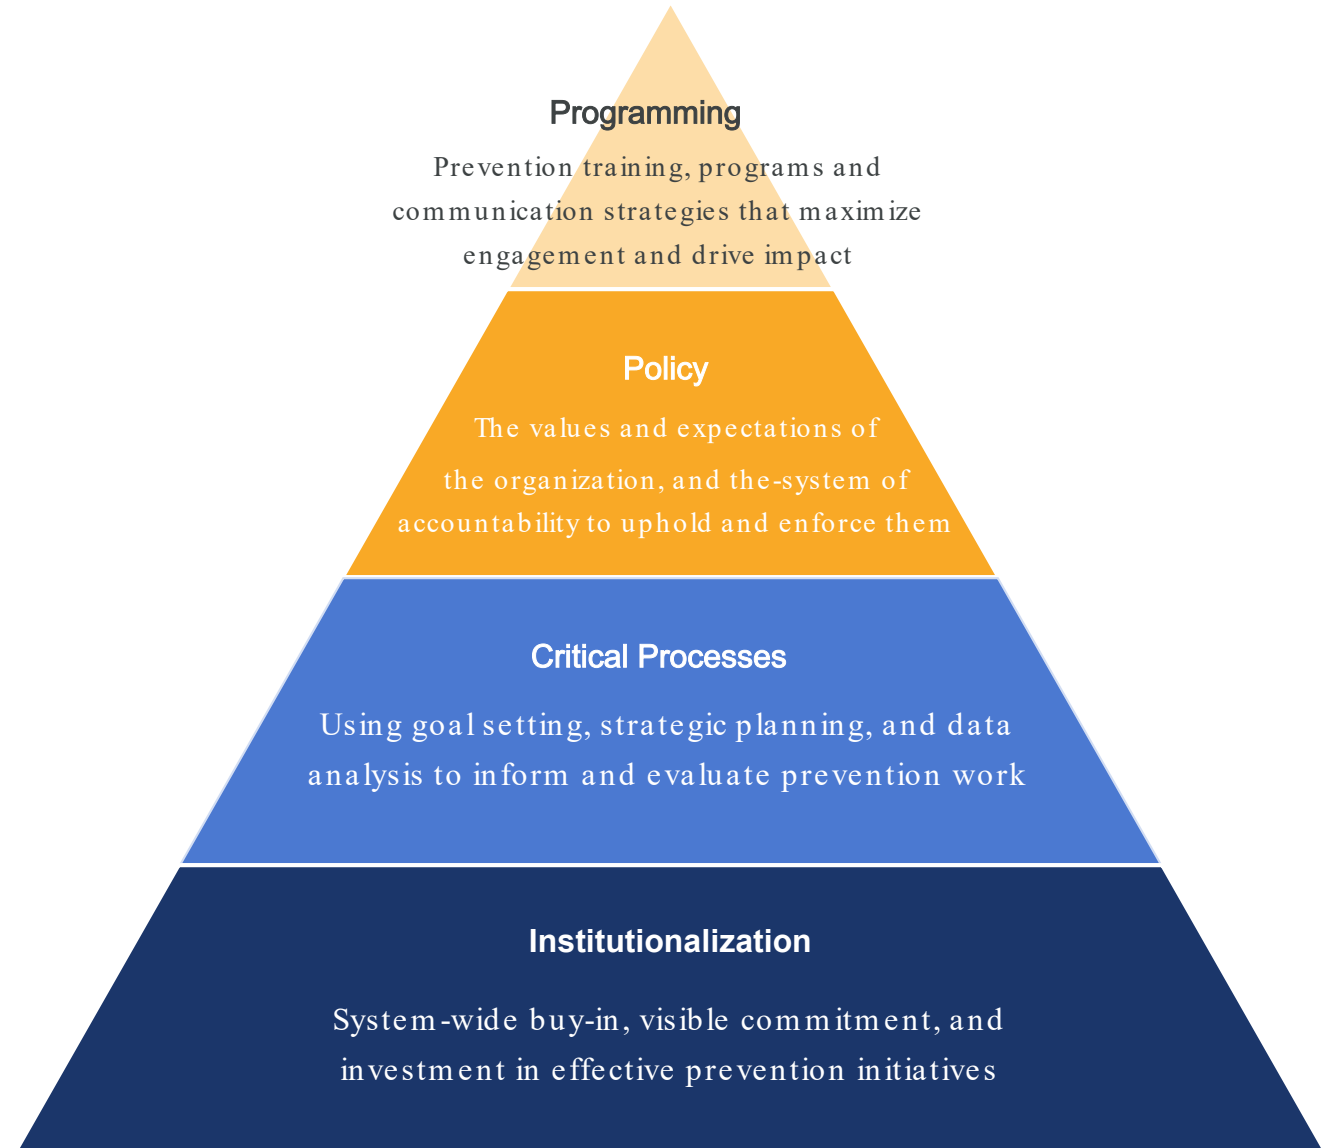 Programming
Prevention training, programs and
communication strategies that maximize
engagement and drive impact
Policy
The values and expectations of
the organization, and the-system of
accountability to uphold and enforce them
Critical Processes
Using goal setting, strategic planning, and data
analysis to inform and evaluate prevention work
Institutionalization
System-wide buy-in, visible commitment, and
investment in effective prevention initiatives